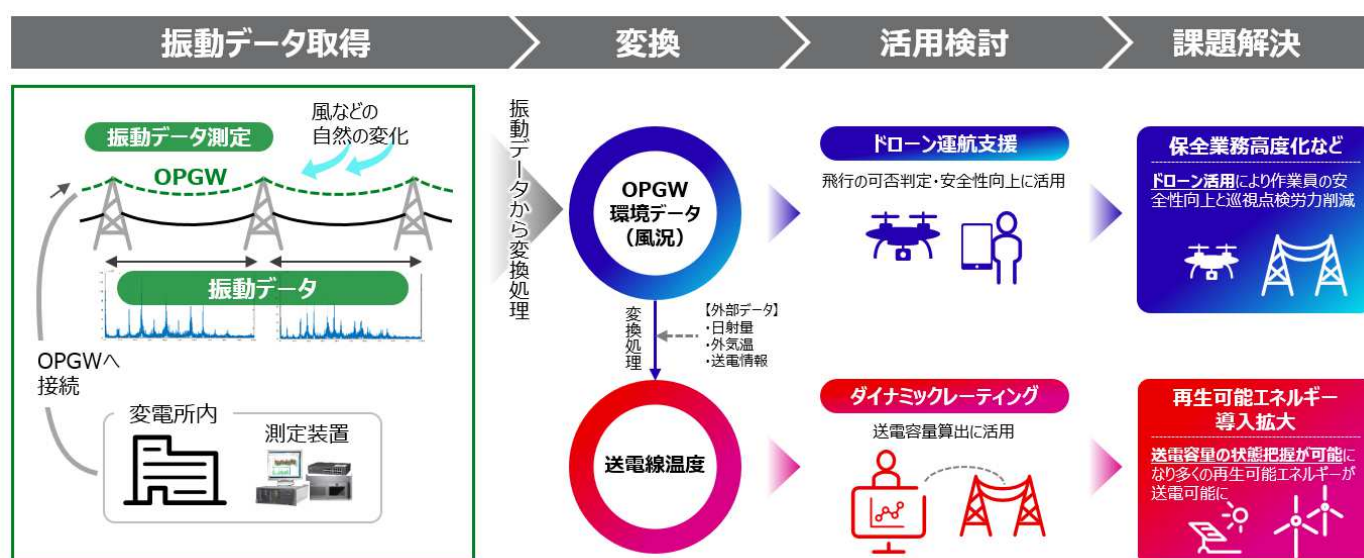 振動データ取得
変換
活用検討
課題解決
振動データ測定
風などの
自然の変化
OPGW
振動データ
OPGWへ
接続
変電所内
測定装置
振動データから変換処理
OPGW
環境データ
（風況）
変換処理
【外部データ】
・日射量
・外気温
・送電情報
送電線温度
ドローン運航支援
飛行の可否判定・安全性向上に活用
ダイナミックレーティング
送電容量算出に活用
保全業務高度化など
ドローン活用により作業員の安
全性向上と巡視点検労力削減
再生可能エネルギー
導入拡大
送電容量の状態把握が可能に
なり多くの再生可能エネルギーが
送電可能に